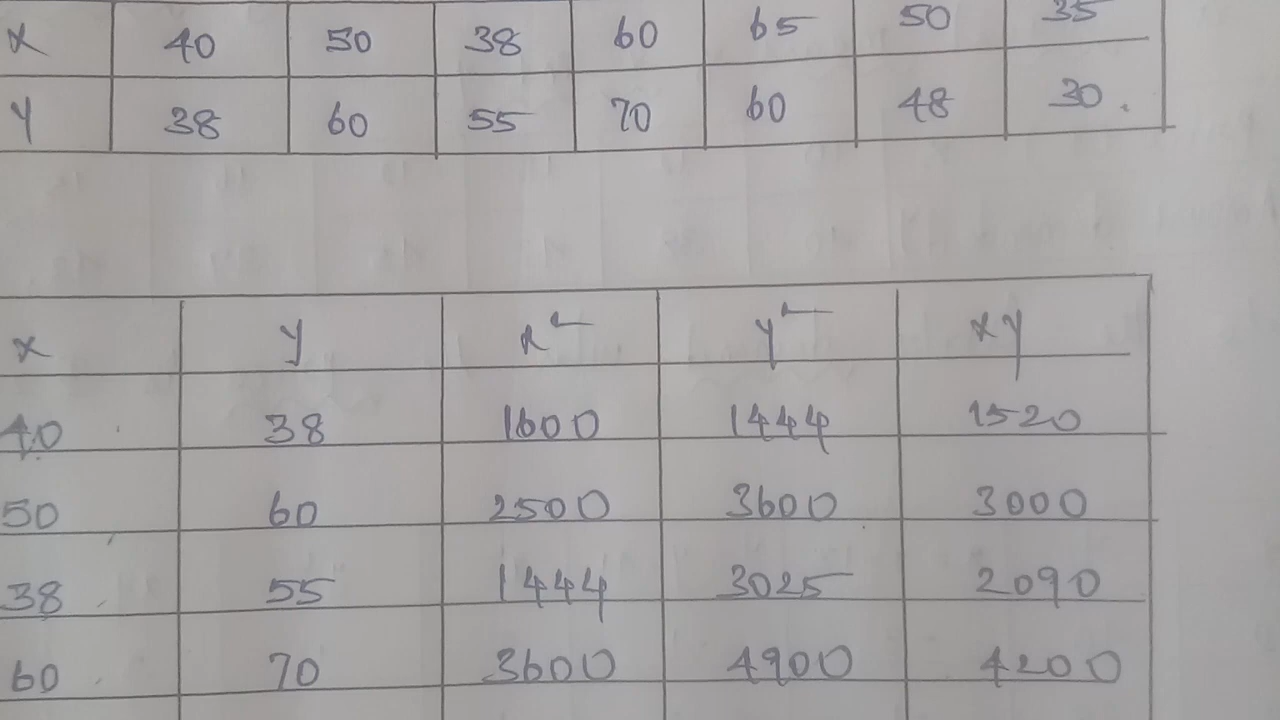 x 40 50 38 60 65 50 35
y 38 60 55 70 60 48 30.
x y x² y² xy
40 38 1600 1444 1520
50 60 2500 3600 3000
38 55 1444 3025 2090
60 70 3600 4900 4200